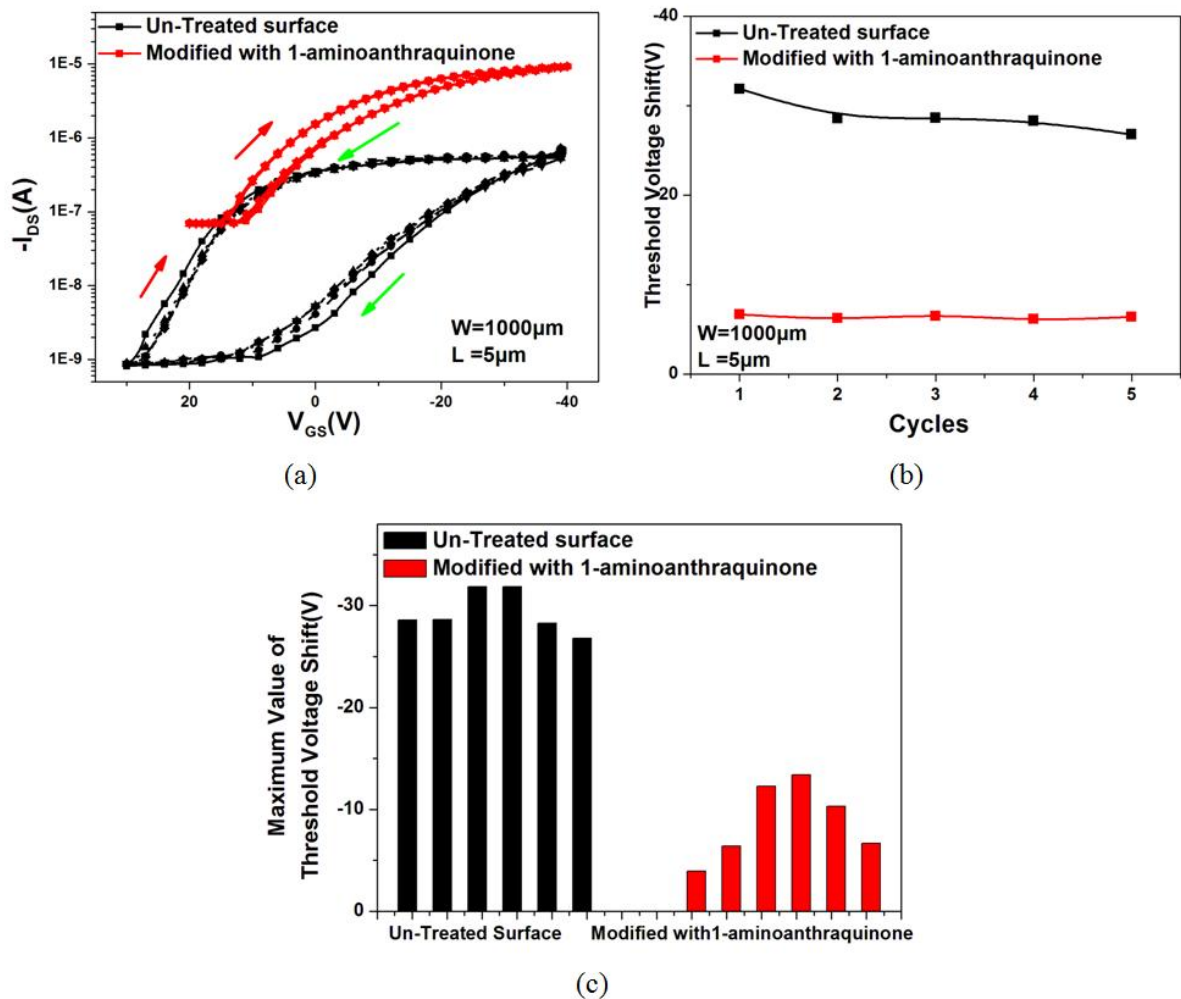 Un-Treated surface
Modified with 1-aminoanthraquinone
1E-5
1E-6
1E-7
1E-8
1E-9
-I_DS(A)
W=1000μm
L =5μm
20 0 -20 -40
V_GS(V)
(a)
Un-Treated surface
Modified with 1-aminoanthraquinone
-40
-20
0
Threshold Voltage Shift(V)
W=1000μm
L =5μm
1 2 3 4 5
Cycles
(b)
Un-Treated surface
Modified with 1-aminoanthraquinone
-30
-20
-10
0
Maximum Value of
Threshold Voltage Shift(V)
Un-Treated Surface Modified with1-aminoanthraquinone
(c)